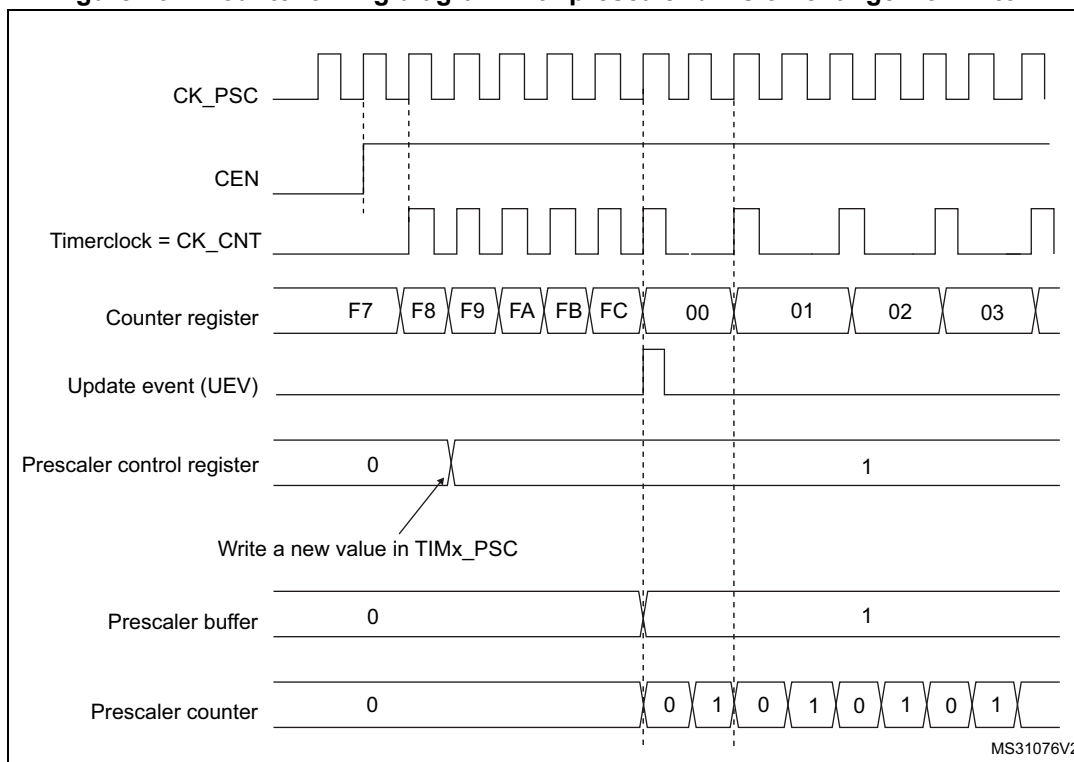 CK_PSC
CEN
Timerclock = CK_CNT
Counter register F7 F8 F9 FA FB FC 00 01 02 03
Update event (UEV)
Prescaler control register 0 1
Write a new value in TIMx_PSC
Prescaler buffer 0 1
Prescaler counter 0 0 1 0 1 0 1 0 1
MS31076V2